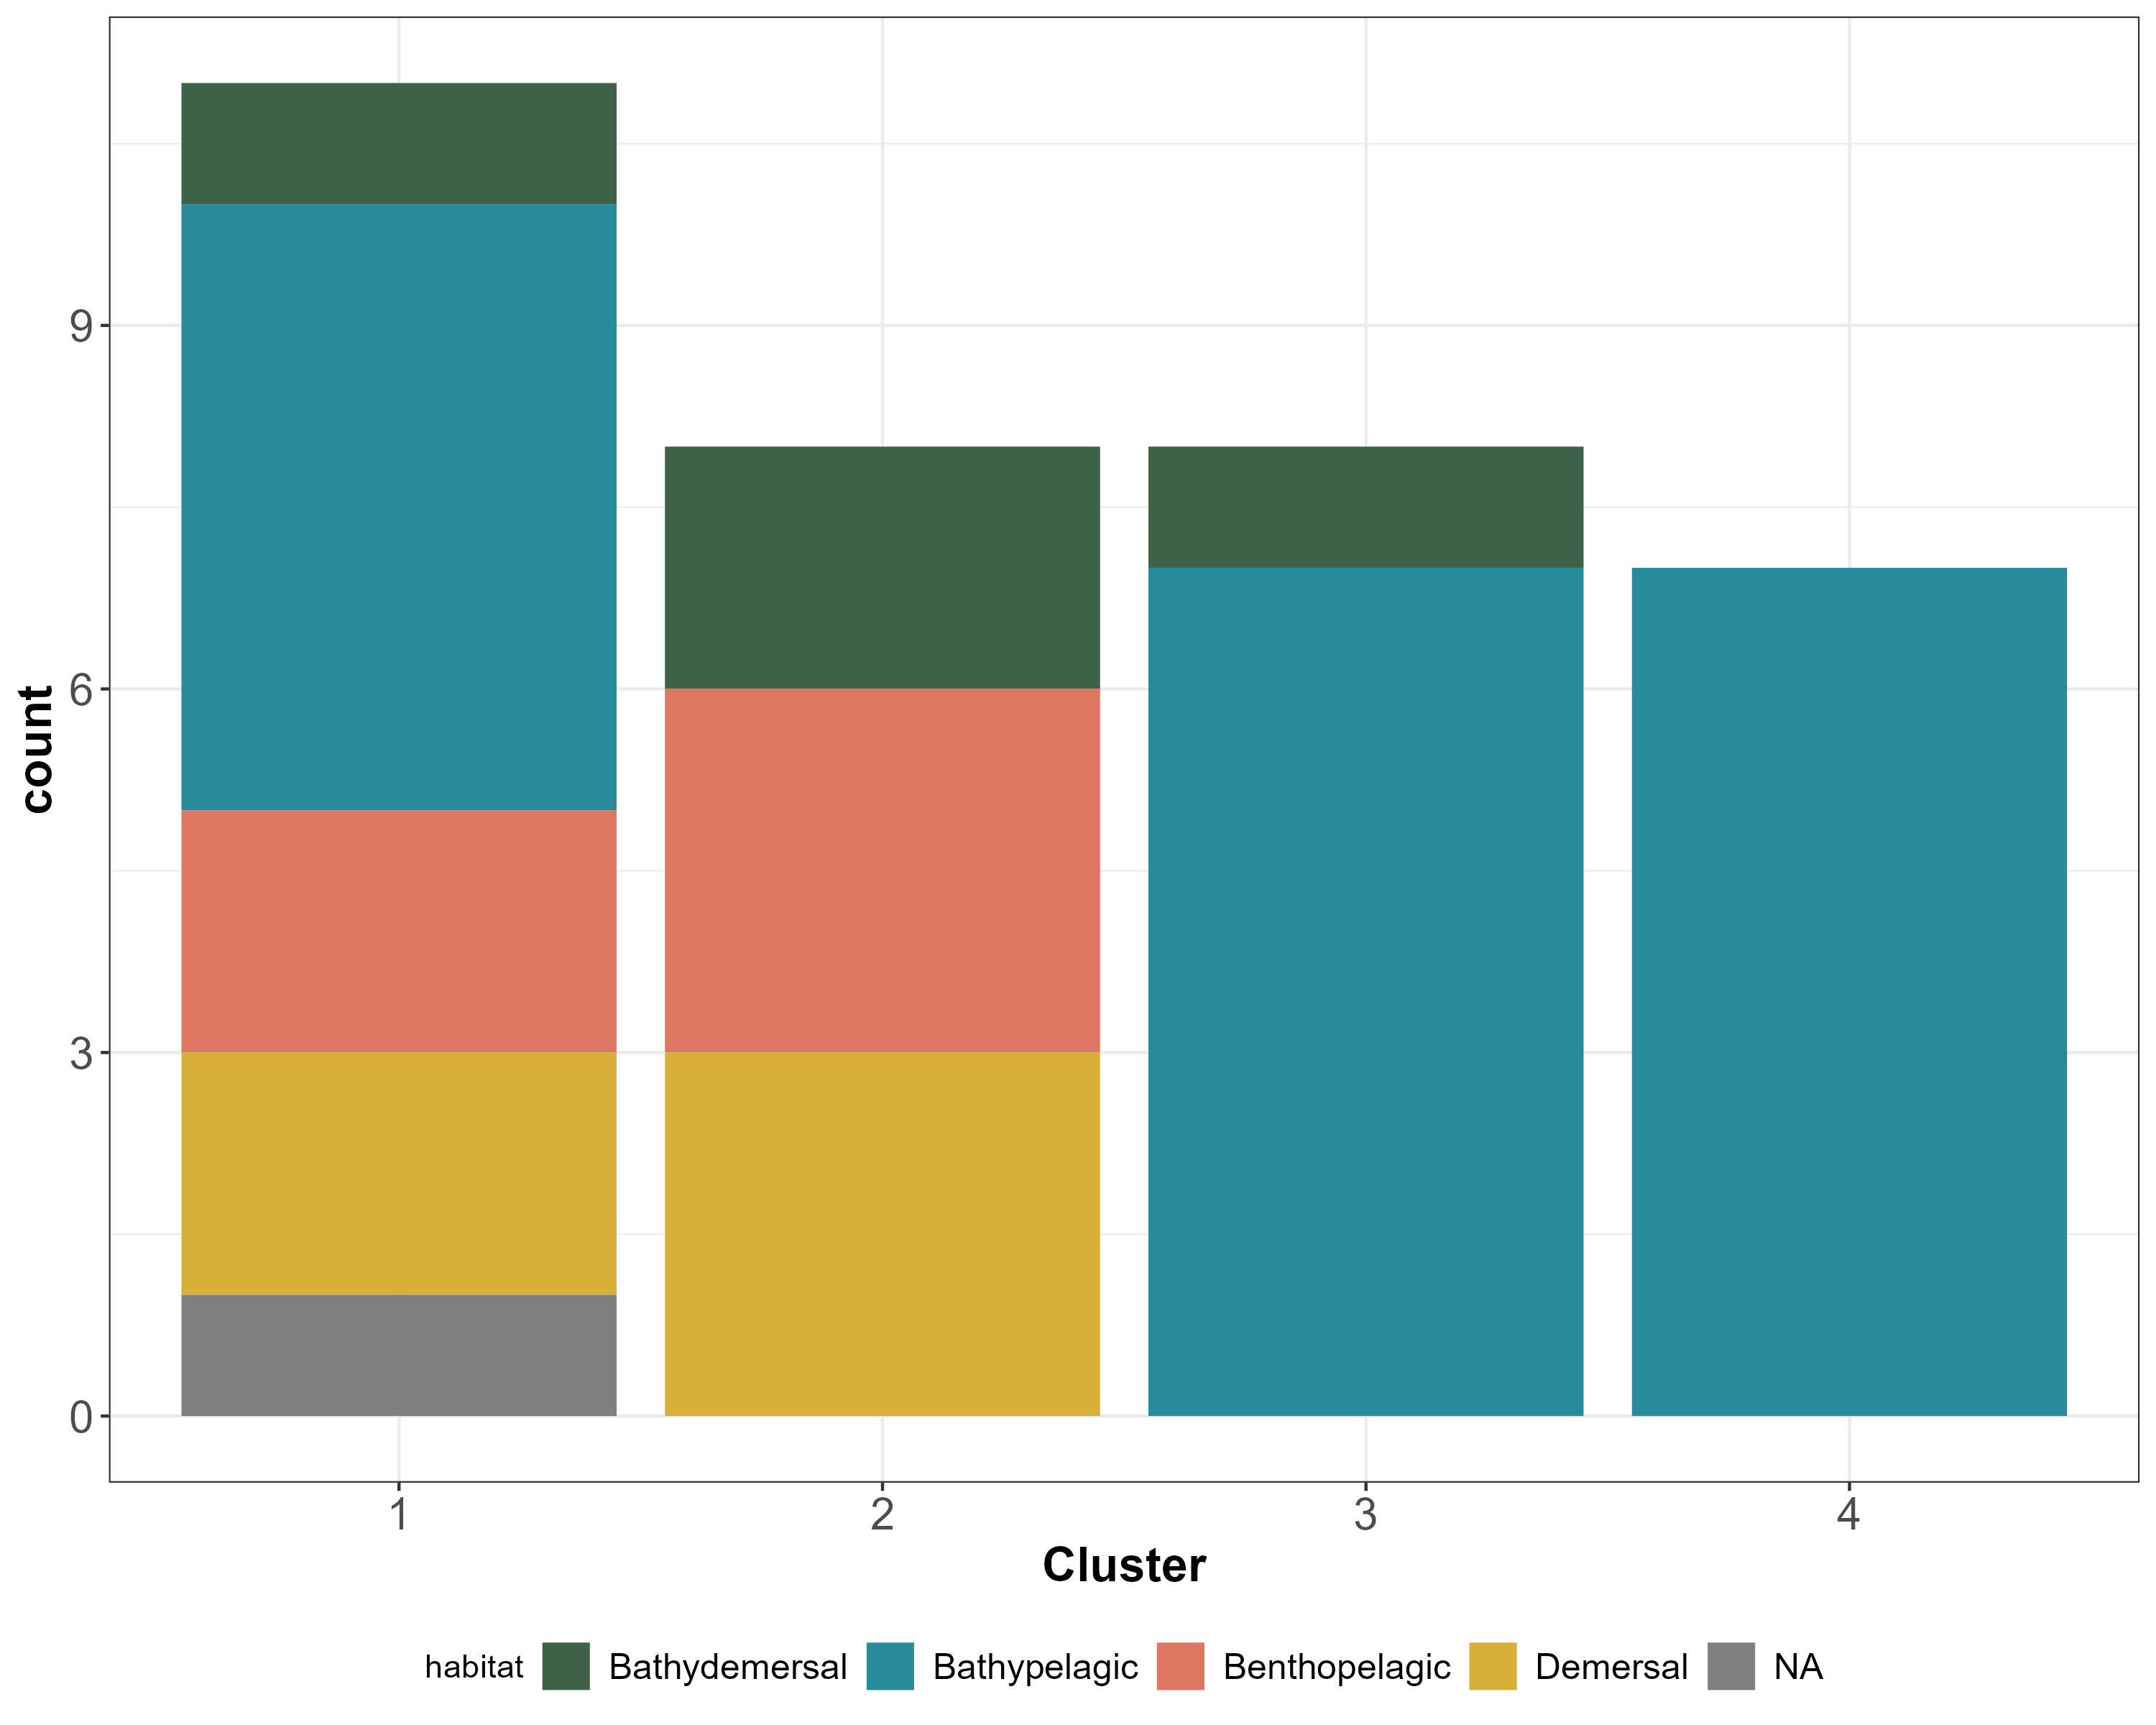 count
9
6
3
0
1 2 3 4
Cluster
habitat Bathydemersal Bathypelagic Benthopelagic Demersal NA